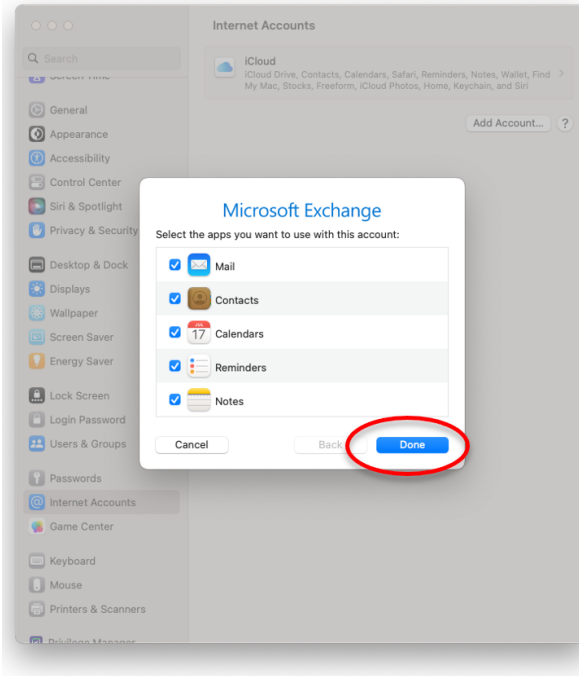 Internet Accounts
Search
Screen Time
iCloud
iCloud Drive, Contacts, Calendars, Safari, Reminders, Notes, Wallet, Find
My Mac, Stocks, Freeform, iCloud Photos, Home, Keychain, and Siri
General
Add Account...
?
Appearance
Accessibility
Control Center
Siri & Spotlight
Privacy & Security
Desktop & Dock
Displays
Wallpaper
Screen Saver
Energy Saver
Lock Screen
Login Password
Users & Groups
Passwords
Internet Accounts
Game Center
Keyboard
Mouse
Printers & Scanners
Privilege Manager
Microsoft Exchange
Select the apps you want to use with this account:
Mail
Contacts
JUL
17
Calendars
Reminders
Notes
Cancel
Back
Done